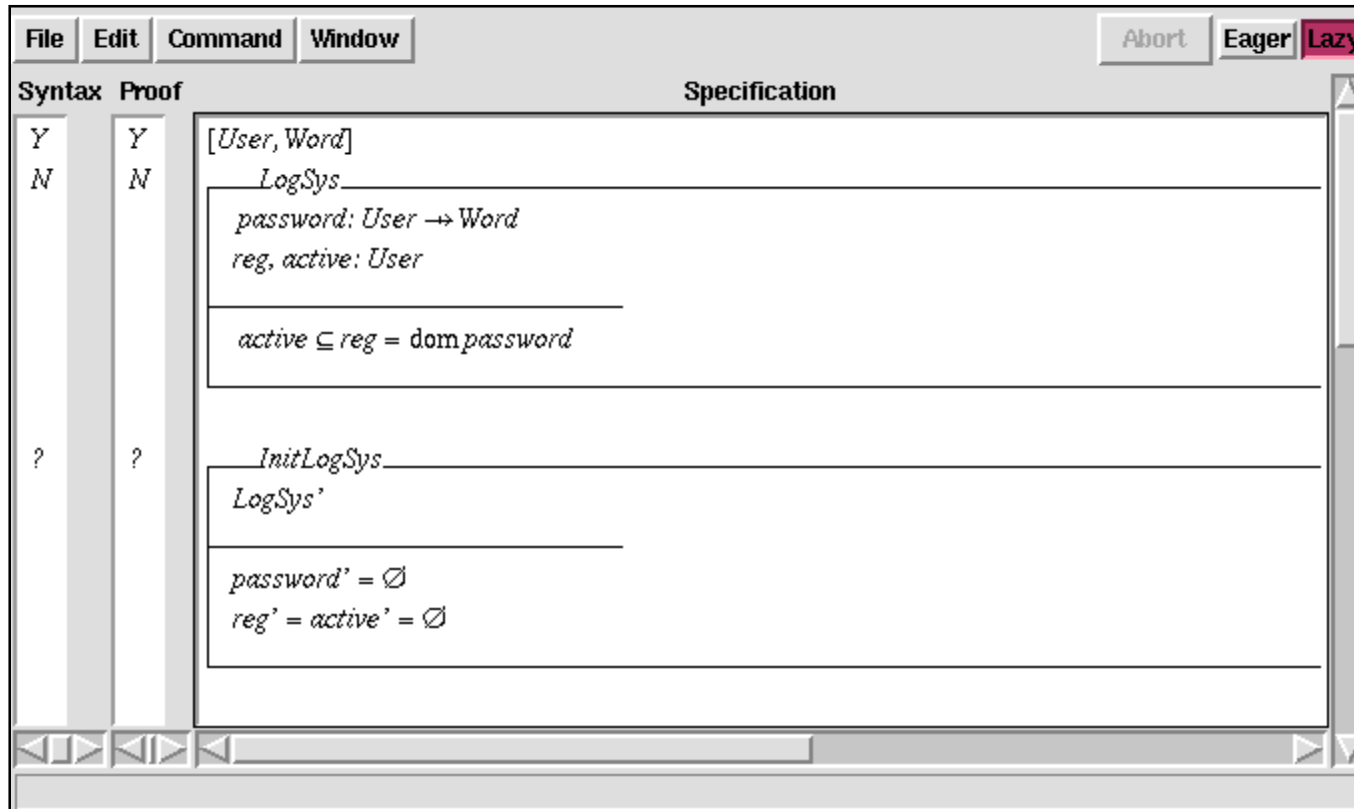 File Edit Command Window Abort Eager Lazy
Syntax Proof Specification
Y Y [User, Word]
N N LogSys
password: User ⇸ Word
reg, active: User
active ⊆ reg = dom password
? ? InitLogSys
LogSys’
password’ = ∅
reg’ = active’ = ∅